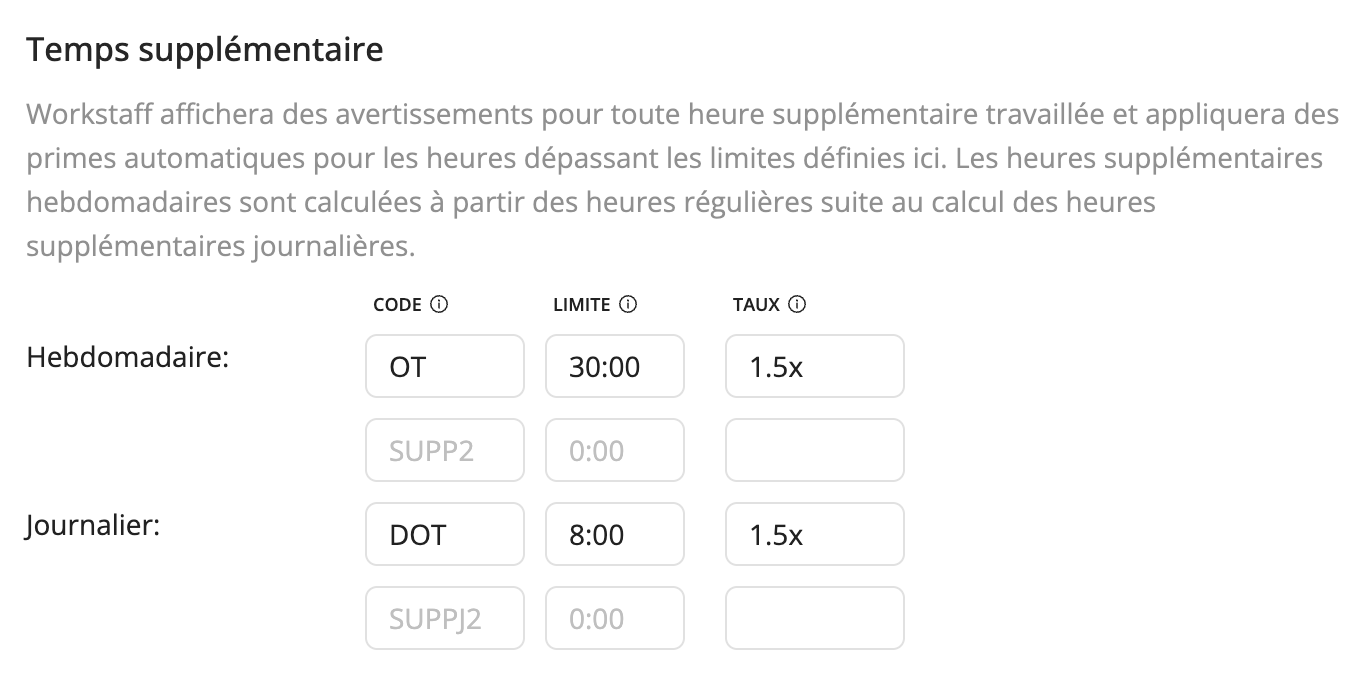 Temps supplémentaire
Workstaff affichera des avertissements pour toute heure supplémentaire travaillée et appliquera des
primes automatiques pour les heures dépassant les limites définies ici. Les heures supplémentaires
hebdomadaires sont calculées à partir des heures régulières suite au calcul des heures
supplémentaires journalières.
CODE LIMITE TAUX
Hebdomadaire: OT 30:00 1.5x
SUPP2 0:00
Journalier: DOT 8:00 1.5x
SUPPJ2 0:00